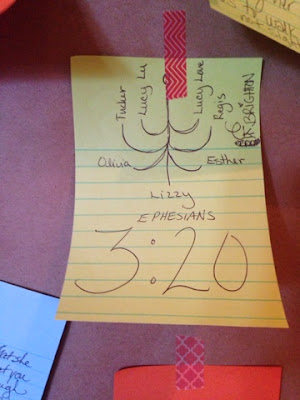 Tucker
Lucy Lu
Lucy Lane
Regis
BRIGHTON
Olivia
Esther
Lizzy
EPHESIANS
3:20